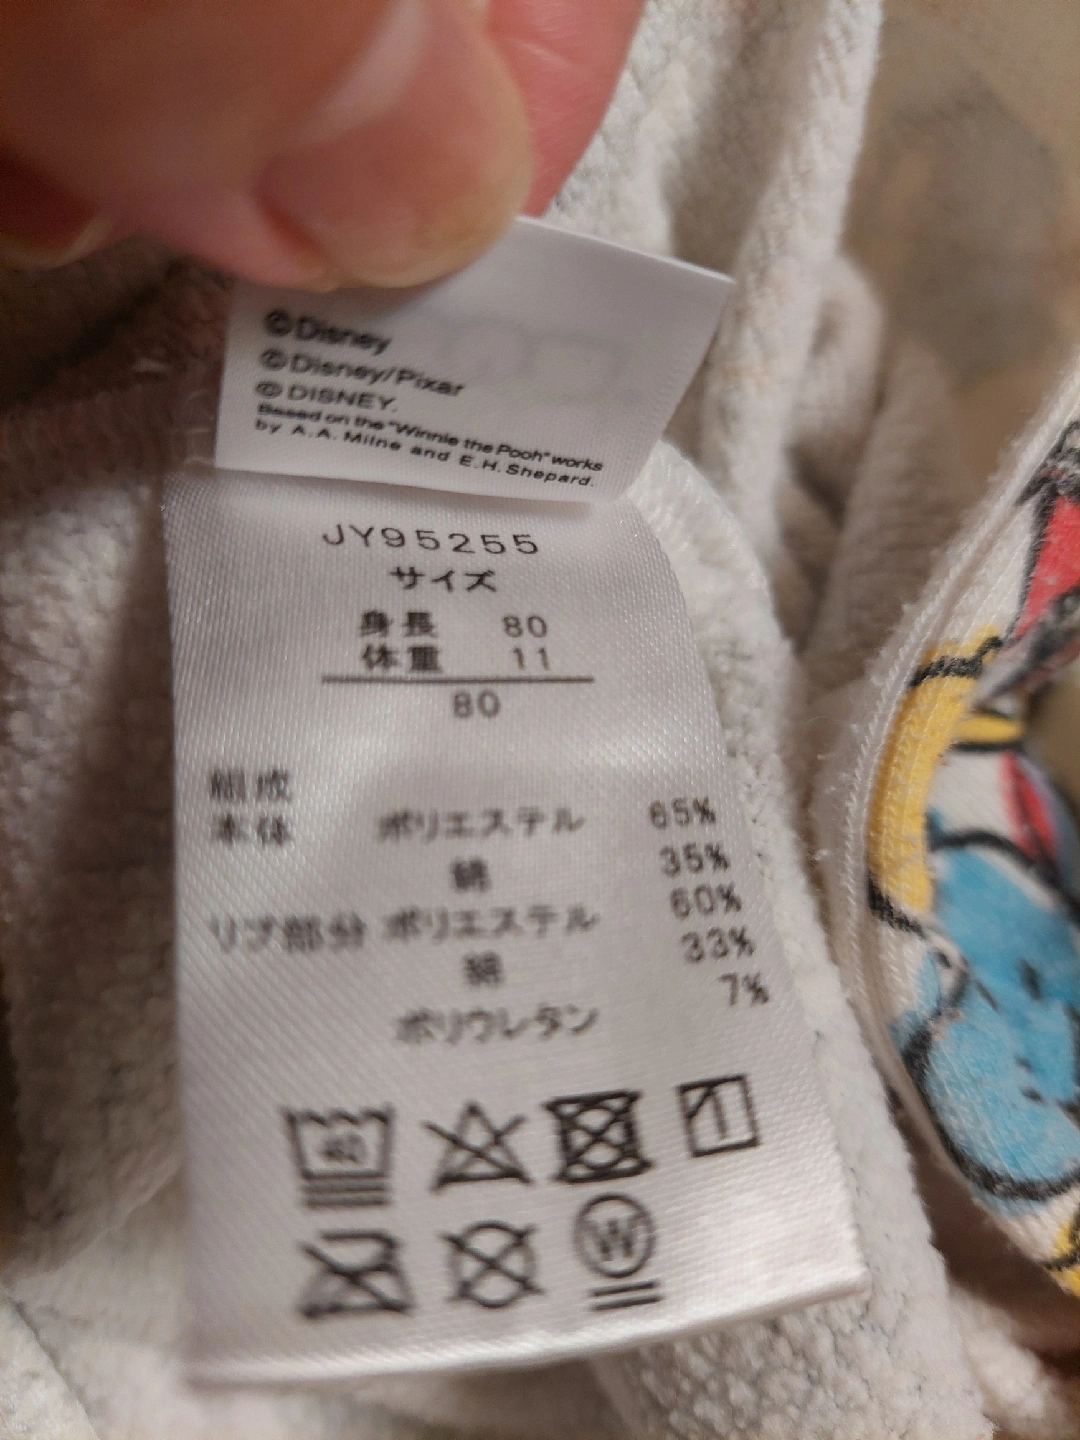 ©Disney
©Disney/Pixar
©DISNEY.
Based on the "Winnie the Pooh" works
by A.A.Milne and E.H.Shepard.
JY95255
サイズ
身長 80
体重 11
80
組成
本体 ポリエステル 65%
綿 35%
リブ部分 ポリエステル 60%
綿 33%
ポリウレタン 7%
40
W